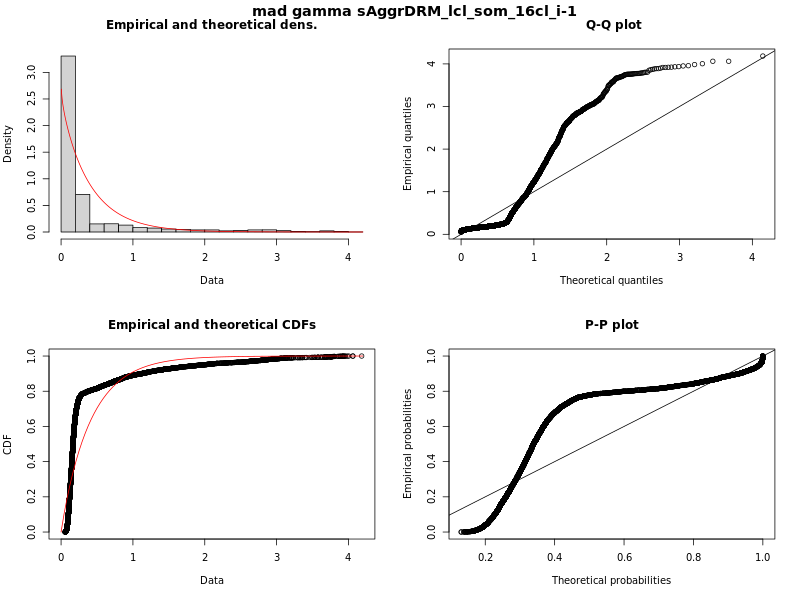 mad gamma sAggrDRM_lcl_som_16cl_i-1
Empirical and theoretical dens.
Density
0.0 0.5 1.0 1.5 2.0 2.5 3.0
0 1 2 3 4
Data
Q-Q plot
Empirical quantiles
0 1 2 3 4
0 1 2 3 4
Theoretical quantiles
Empirical and theoretical CDFs
CDF
0.0 0.2 0.4 0.6 0.8 1.0
0 1 2 3 4
Data
P-P plot
Empirical probabilities
0.0 0.2 0.4 0.6 0.8 1.0
0.2 0.4 0.6 0.8 1.0
Theoretical probabilities